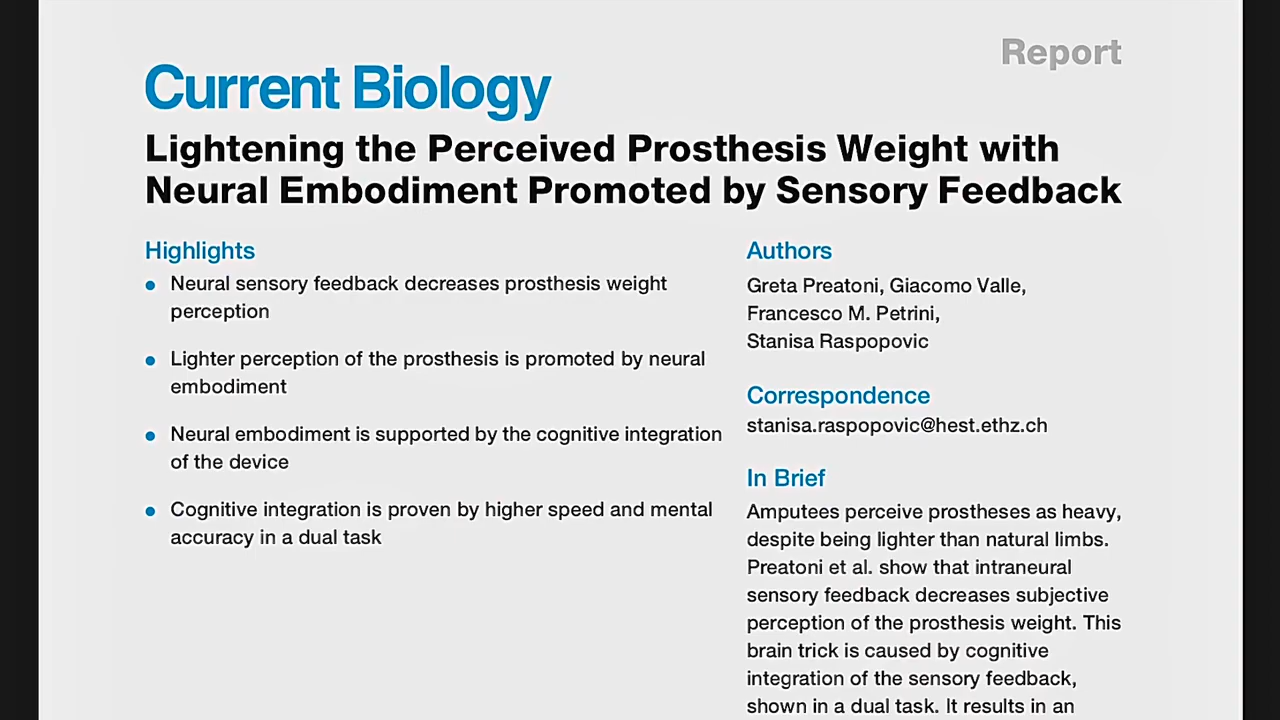 Report
Current Biology
Lightening the Perceived Prosthesis Weight with
Neural Embodiment Promoted by Sensory Feedback
Highlights
• Neural sensory feedback decreases prosthesis weight
perception
• Lighter perception of the prosthesis is promoted by neural
embodiment
• Neural embodiment is supported by the cognitive integration
of the device
• Cognitive integration is proven by higher speed and mental
accuracy in a dual task
Authors
Greta Preatoni, Giacomo Valle,
Francesco M. Petrini,
Stanisa Raspopovic
Correspondence
stanisa.raspopovic@hest.ethz.ch
In Brief
Amputees perceive prostheses as heavy,
despite being lighter than natural limbs.
Preatoni et al. show that intraneural
sensory feedback decreases subjective
perception of the prosthesis weight. This
brain trick is caused by cognitive
integration of the sensory feedback,
shown in a dual task. It results in an